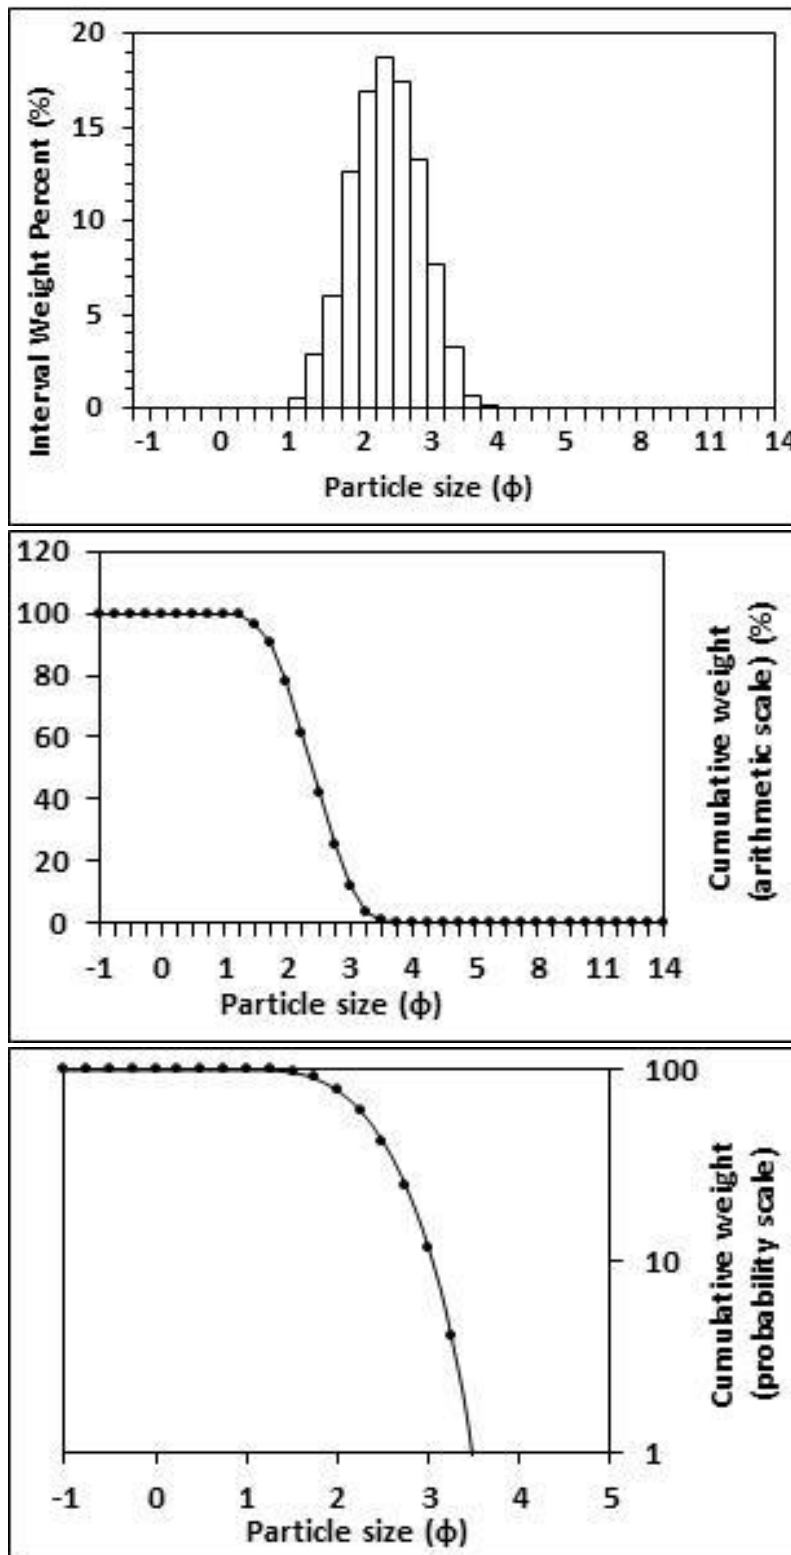 Interval Weight Percent (%)
20
15
10
5
0
-1 0 1 2 3 4 5 8 11 14
Particle size (ϕ)
120
100
80
60
40
20
0
-1 0 1 2 3 4 5 8 11 14
Particle size (ϕ)
Cumulative weight
(arithmetic scale) (%)
100
10
1
-1 0 1 2 3 4 5
Particle size (ϕ)
Cumulative weight
(probability scale)